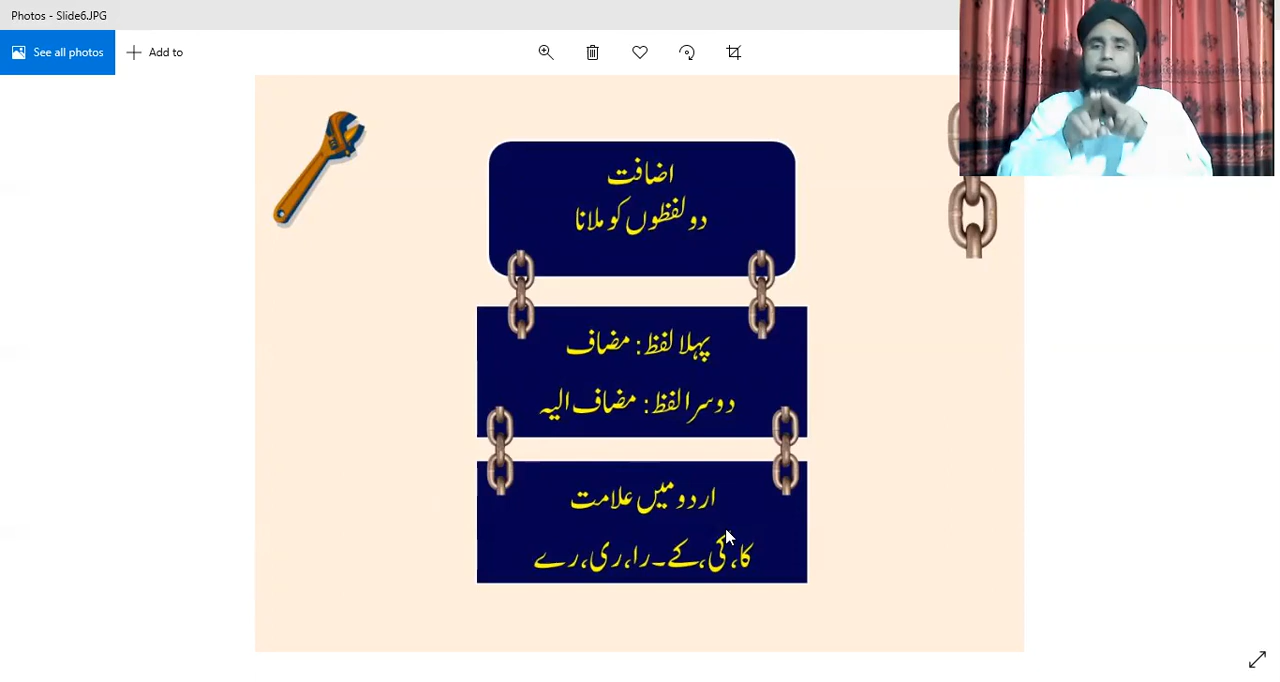 Photos - Slide6.JPG
See all photos
Add to
اضافت
دو لفظوں کو ملانا
پہلا لفظ: مضاف
دوسرا لفظ: مضاف الیہ
اردو میں علامت
کا، کی، کے۔ را، ری، رے